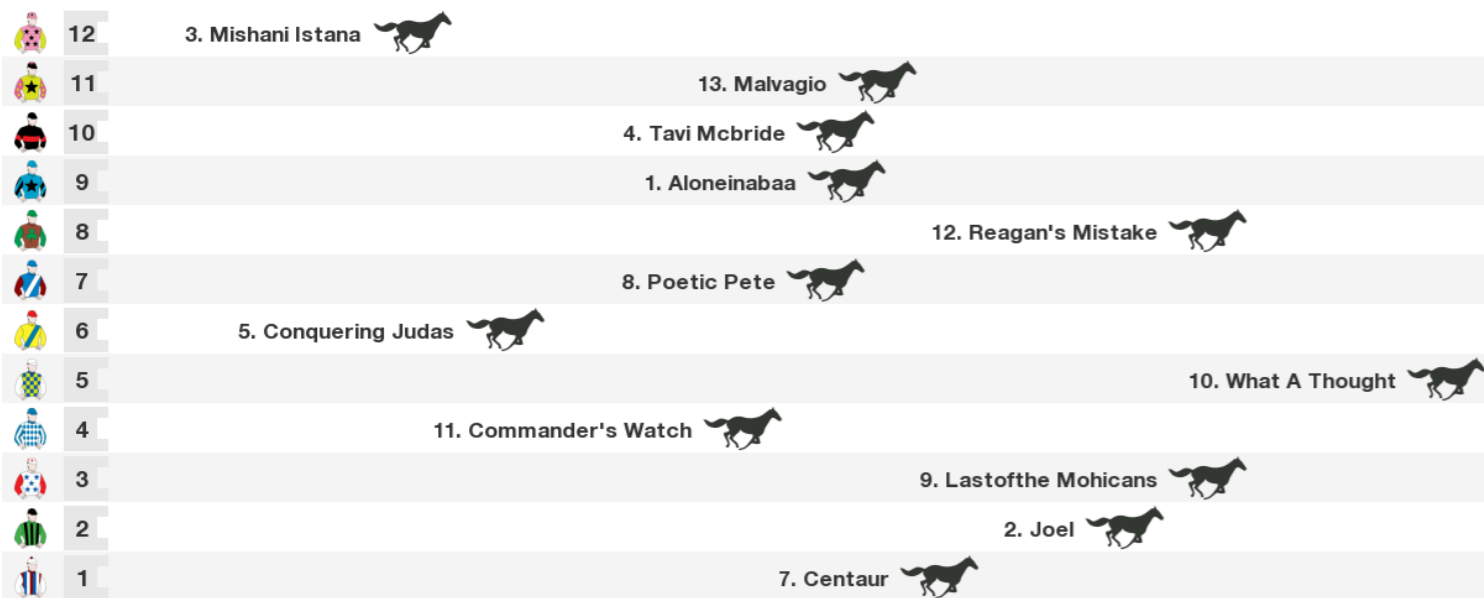 12 3. Mishani Istana
11 13. Malvagio
10 4. Tavi Mcbride
9 1. Aloneinabaa
8 12. Reagan's Mistake
7 8. Poetic Pete
6 5. Conquering Judas
5 10. What A Thought
4 11. Commander's Watch
3 9. Lastofthe Mohicans
2 2. Joel
1 7. Centaur